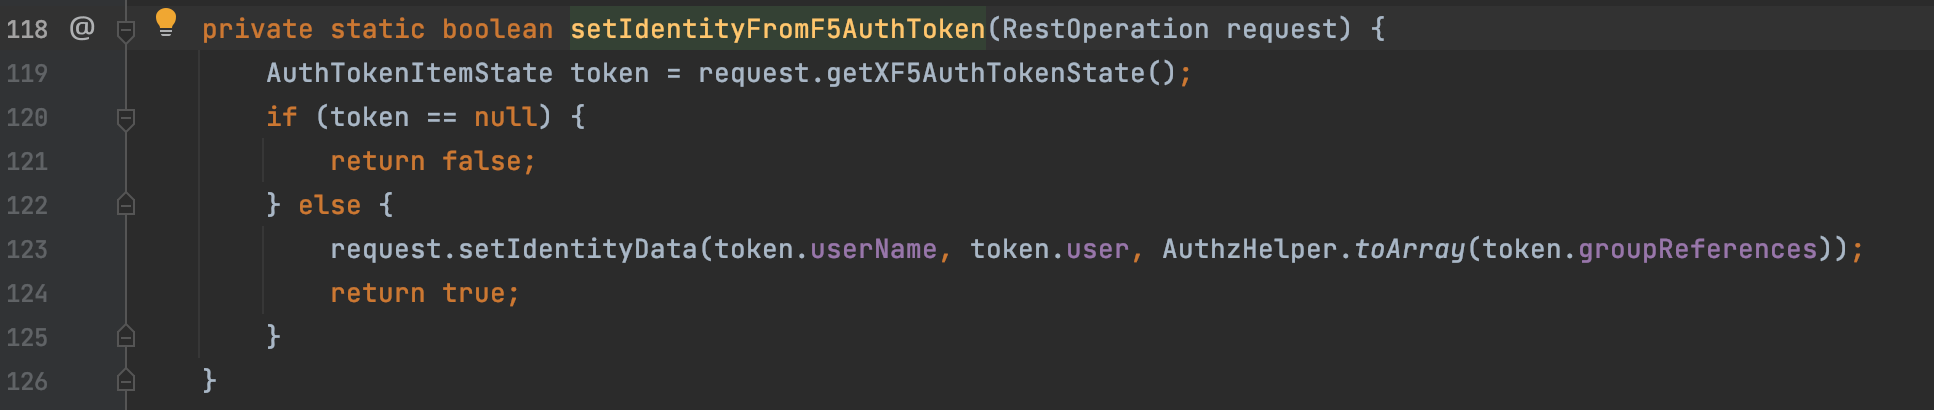 118 @ private static boolean setIdentityFromF5AuthToken(RestOperation request) {
119 AuthTokenItemState token = request.getXF5AuthTokenState();
120 if (token == null) {
121 return false;
122 } else {
123 request.setIdentityData(token.userName, token.user, AuthzHelper.toArray(token.groupReferences));
124 return true;
125 }
126 }